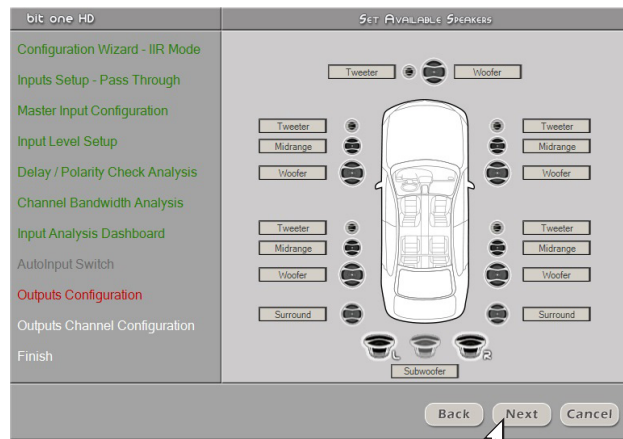 bit one HD
Set Available Speakers
Configuration Wizard - IIR Mode
Inputs Setup - Pass Through
Master Input Configuration
Input Level Setup
Delay / Polarity Check Analysis
Channel Bandwidth Analysis
Input Analysis Dashboard
AutoInput Switch
Outputs Configuration
Outputs Channel Configuration
Finish
Tweeter Woofer
Tweeter Tweeter
Midrange Midrange
Woofer Woofer
Tweeter Tweeter
Midrange Midrange
Woofer Woofer
Surround Surround
L R
Subwoofer
Back Next Cancel